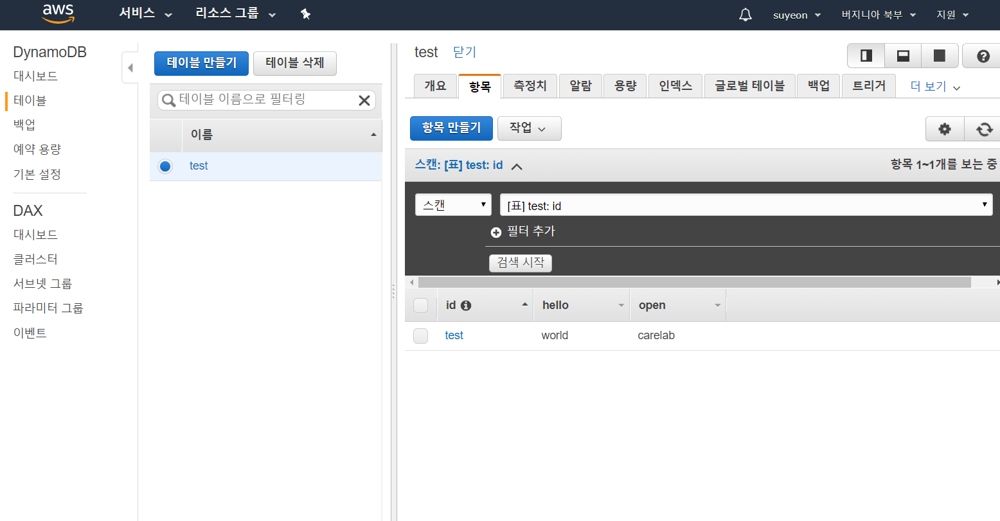 aws 서비스 리소스 그룹 suyeon 버지니아 북부 지원
DynamoDB
대시보드
테이블
백업
예약 용량
기본 설정
DAX
대시보드
클러스터
서브넷 그룹
파라미터 그룹
이벤트
테이블 만들기 테이블 삭제
테이블 이름으로 필터링
이름
test
test 닫기
개요 항목 측정치 알람 용량 인덱스 글로벌 테이블 백업 트리거 더 보기
항목 만들기 작업
스캔: [표] test: id 항목 1~1개를 보는 중
스캔 [표] test: id
필터 추가
검색 시작
id hello open
test world carelab